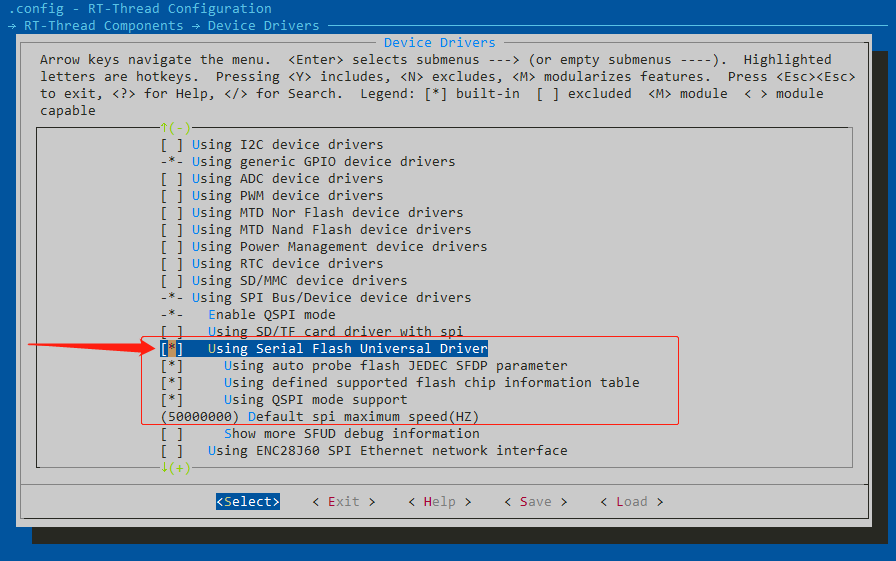 .config - RT-Thread Configuration
→ RT-Thread Components → Device Drivers
Device Drivers
Arrow keys navigate the menu.  <Enter> selects submenus ---> (or empty submenus ----).  Highlighted
letters are hotkeys.  Pressing <Y> includes, <N> excludes, <M> modularizes features.  Press <Esc><Esc>
to exit, <?> for Help, </> for Search.  Legend: [*] built-in  [ ] excluded  <M> module  < > module
capable
↑(-)
[ ] Using I2C device drivers
-*- Using generic GPIO device drivers
[ ] Using ADC device drivers
[ ] Using PWM device drivers
[ ] Using MTD Nor Flash device drivers
[ ] Using MTD Nand Flash device drivers
[ ] Using Power Management device drivers
[ ] Using RTC device drivers
[ ] Using SD/MMC device drivers
-*- Using SPI Bus/Device device drivers
-*-   Enable QSPI mode
[ ]   Using SD/TF card driver with spi
[*]   Using Serial Flash Universal Driver
[*]     Using auto probe flash JEDEC SFDP parameter
[*]     Using defined supported flash chip information table
[*]     Using QSPI mode support
(50000000) Default spi maximum speed(HZ)
[ ]     Show more SFUD debug information
[ ]   Using ENC28J60 SPI Ethernet network interface
↓(+)
<Select>    < Exit >    < Help >    < Save >    < Load >